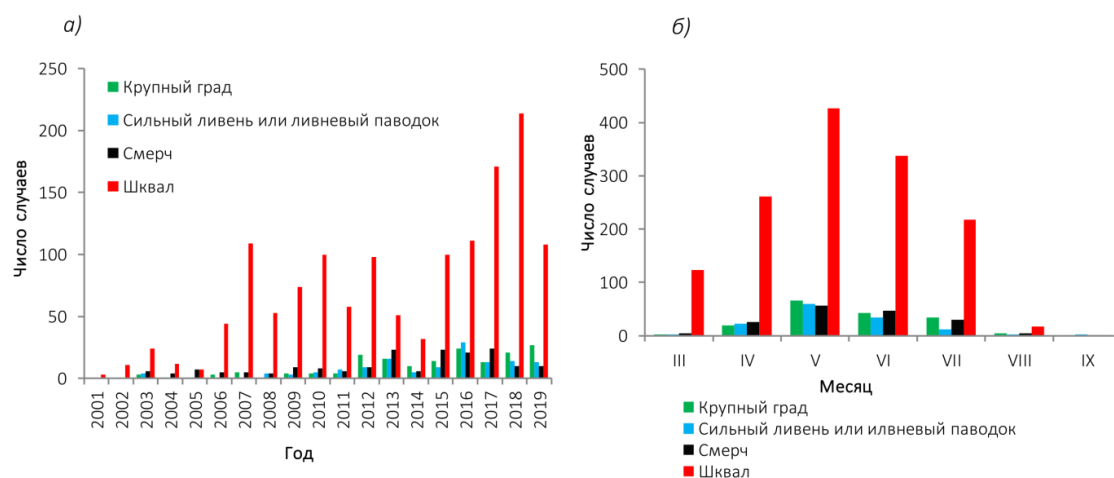 а)
250
200
150
100
50
0
Число случаев
Крупный град
Сильный ливень или ливневый паводок
Смерч
Шквал
2001 2002 2003 2004 2005 2006 2007 2008 2009 2010 2011 2012 2013 2014 2015 2016 2017 2018 2019
Год
б)
500
400
300
200
100
0
Число случаев
III IV V VI VII VIII IX
Месяц
Крупный град
Сильный ливень или илвневый паводок
Смерч
Шквал